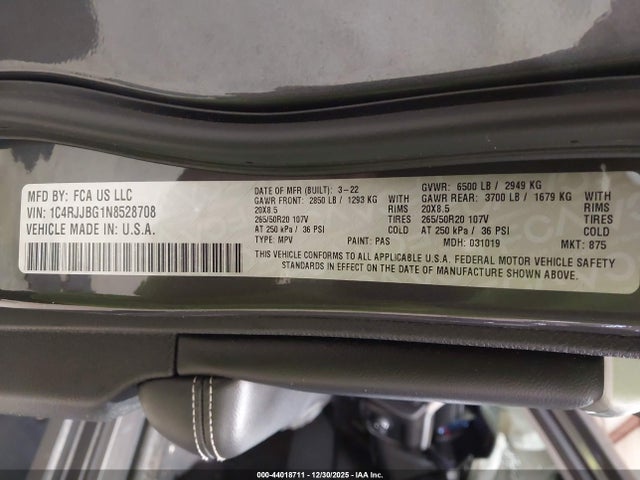 MFD BY: FCA US LLC
VIN: 1C4RJJBG1N8528708
VEHICLE MADE IN U.S.A.
DATE OF MFR (BUILT): 3-22
GAWR FRONT: 2850 LB / 1293 KG
20X8.5 RIMS
265/50R20 107V TIRES
AT 250 kPa / 36 PSI COLD
TYPE: MPV PAINT: PAS
GVWR: 6500 LB / 2949 KG
GAWR REAR: 3700 LB / 1679 KG
20X8.5 RIMS
265/50R20 107V TIRES
AT 250 kPa / 36 PSI COLD
MDH: 031019 MKT: 875
THIS VEHICLE CONFORMS TO ALL APPLICABLE U.S.A. FEDERAL MOTOR VEHICLE SAFETY
STANDARDS IN EFFECT ON THE DATE OF MANUFACTURE SHOWN ABOVE.
000-44018711 - 12/30/2025 - IAA Inc.